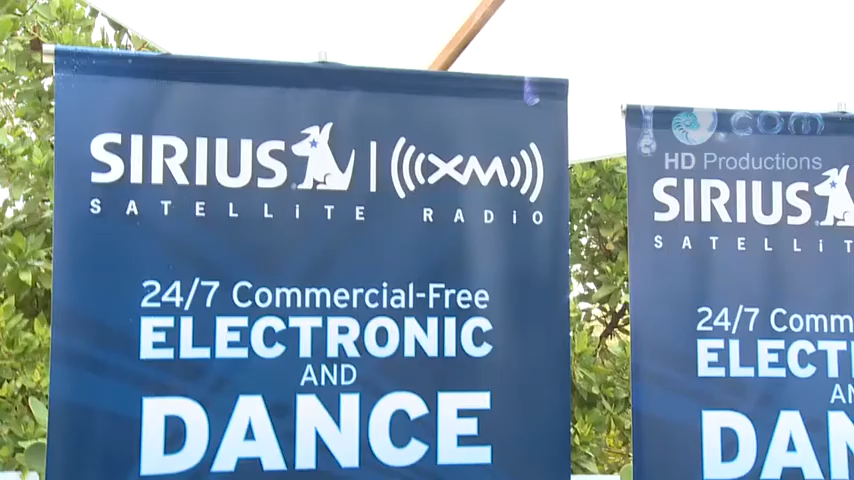 SIRIUS | ((XM))
SATELLiTE RADiO
24/7 Commercial-Free
ELECTRONIC
AND
DANCE
com
HD Productions
SIRIUS
SATELLiT
24/7 Comm
ELECT
AN
DAN